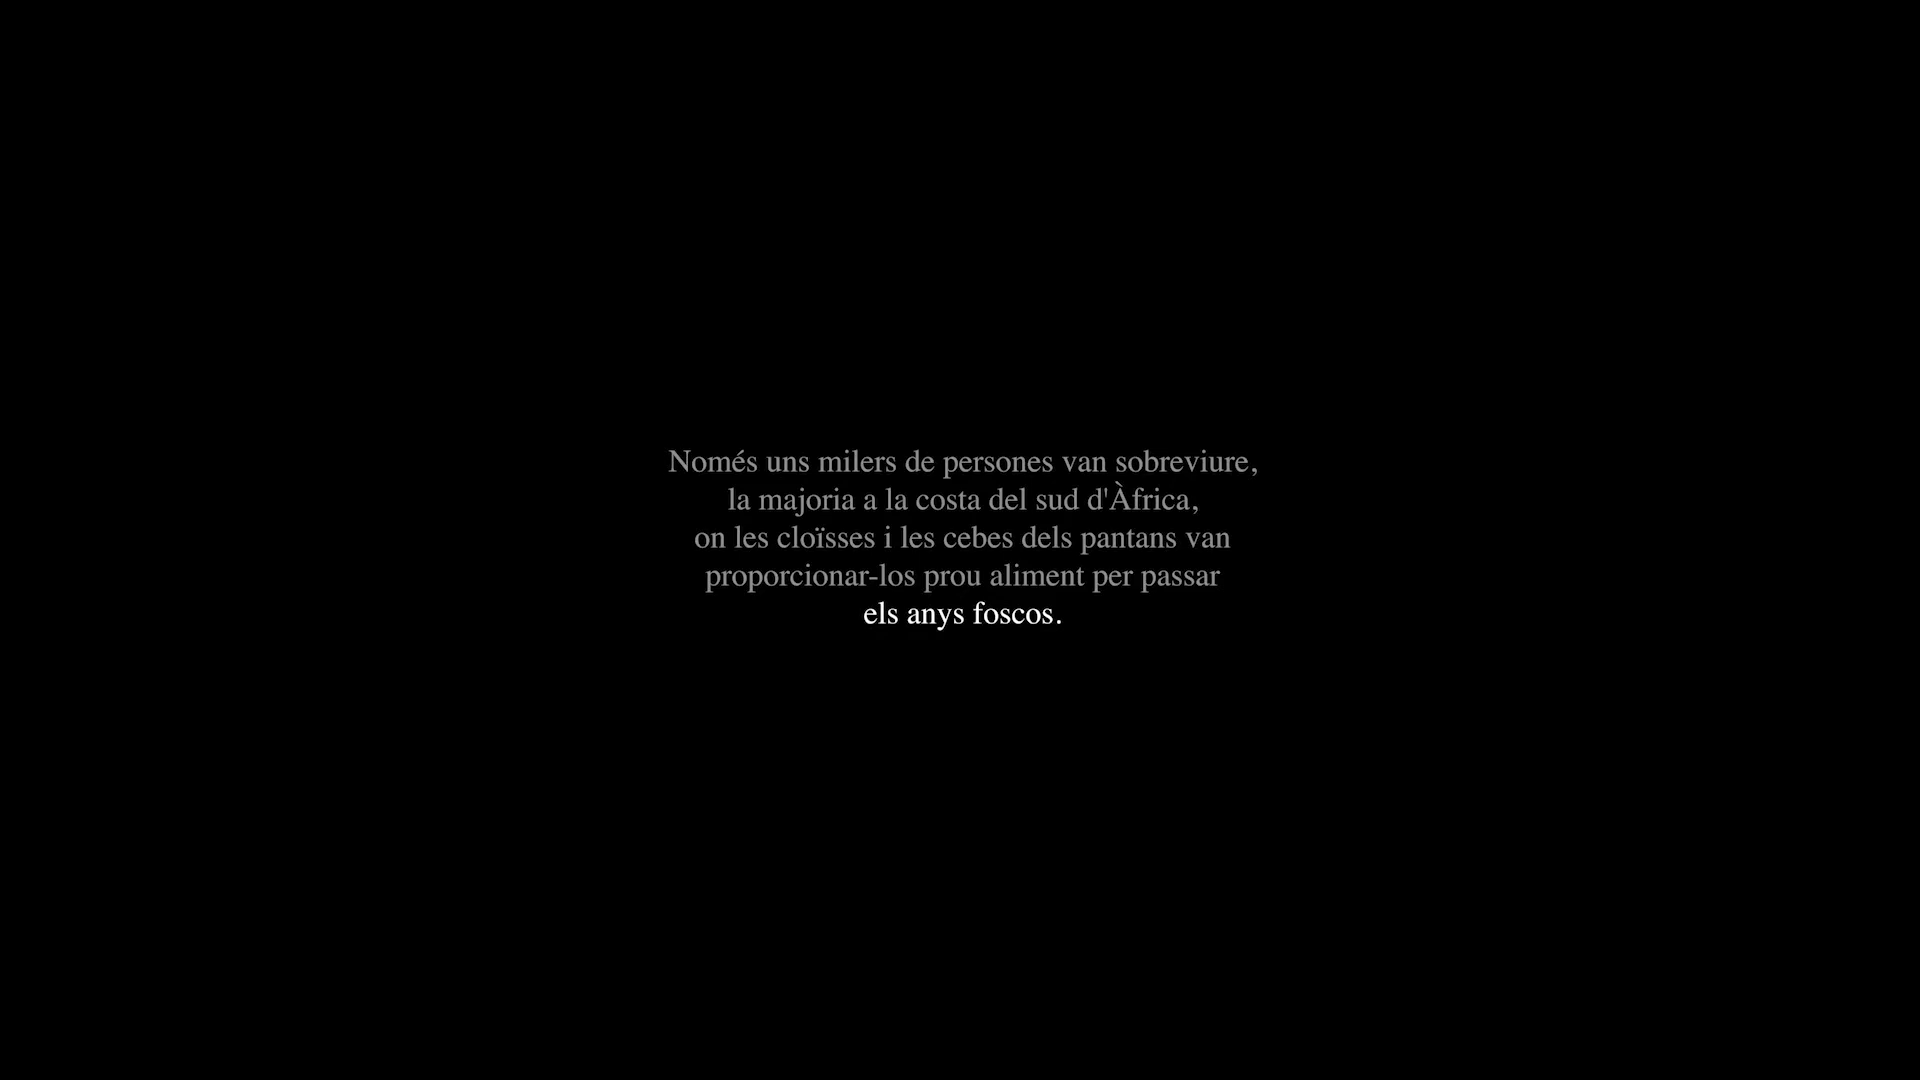 Només uns milers de persones van sobreviure,
la majoria a la costa del sud d'Àfrica,
on les cloïsses i les cebes dels pantans van
proporcionar-los prou aliment per passar
els anys foscos.